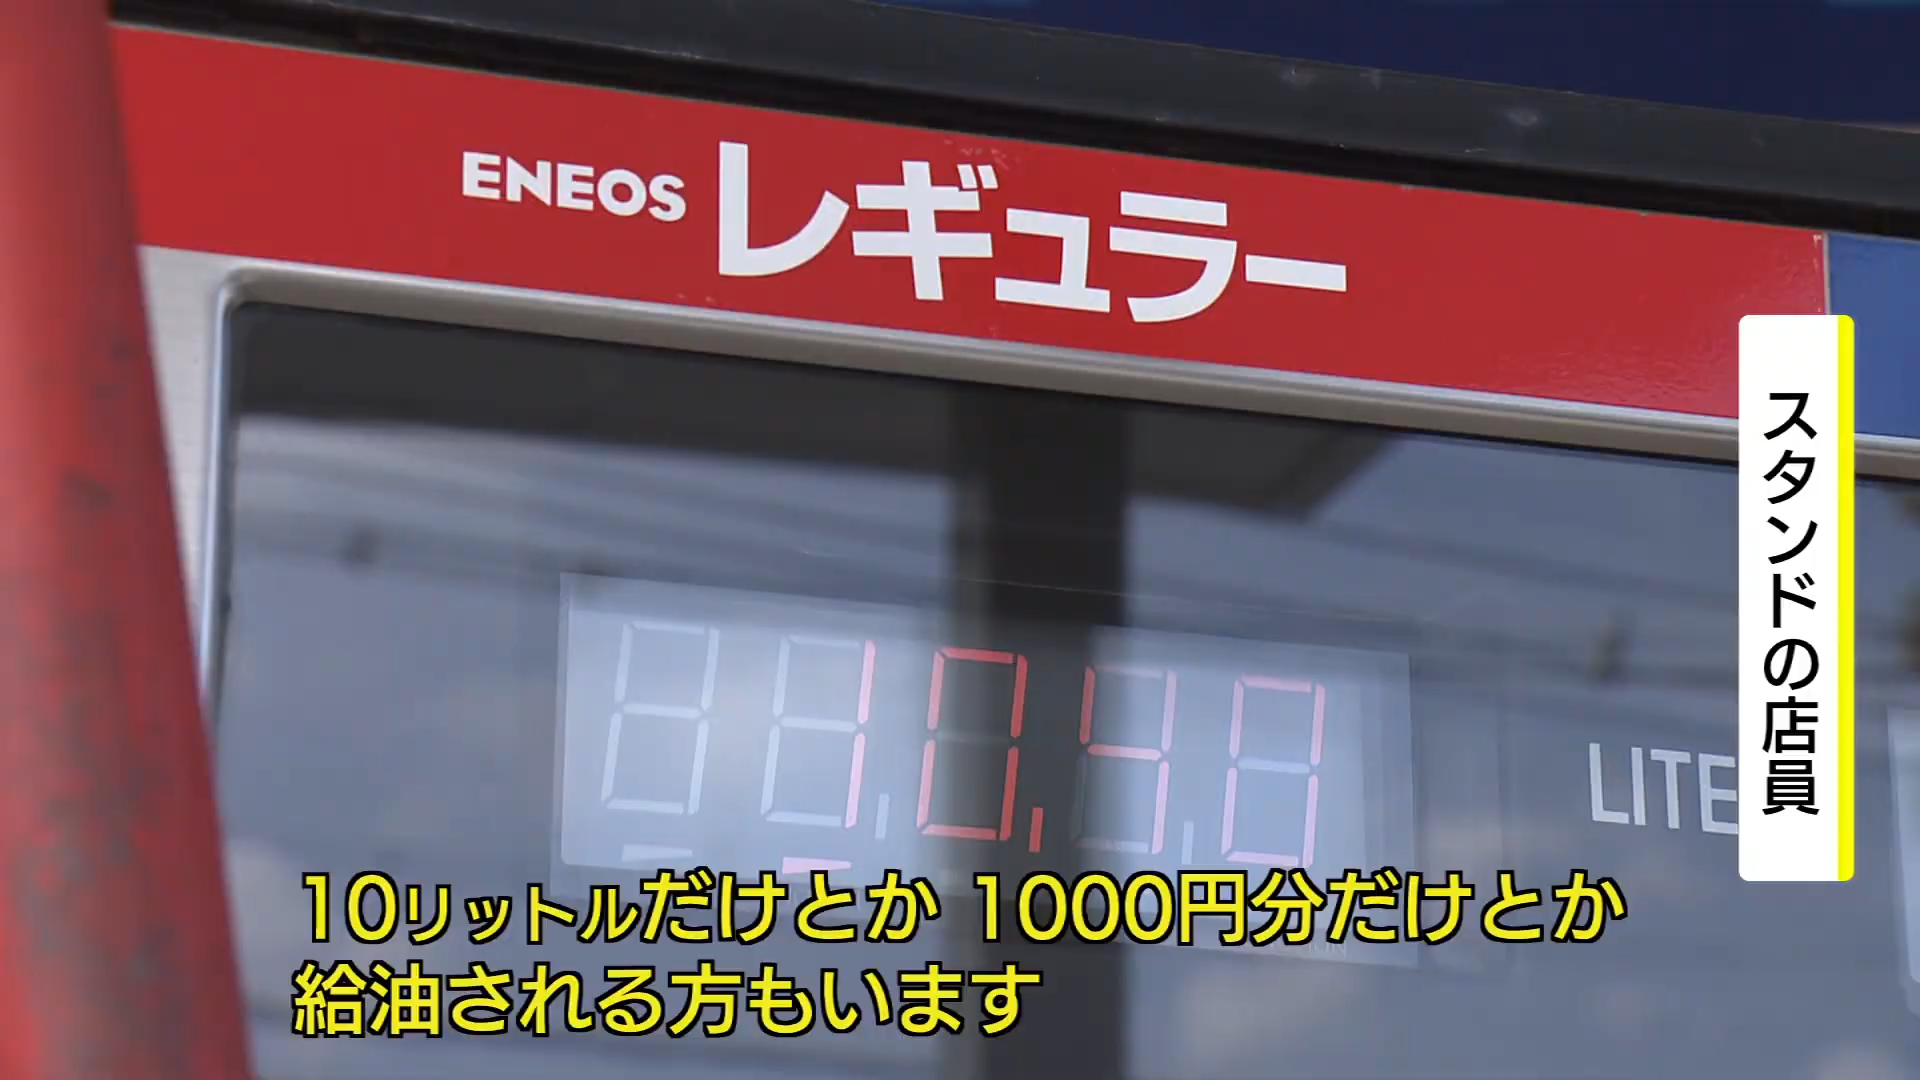 ENEOS レギュラー
10.40
LITE
スタンドの店員
10リットルだけとか 1000円分だけとか
給油される方もいます